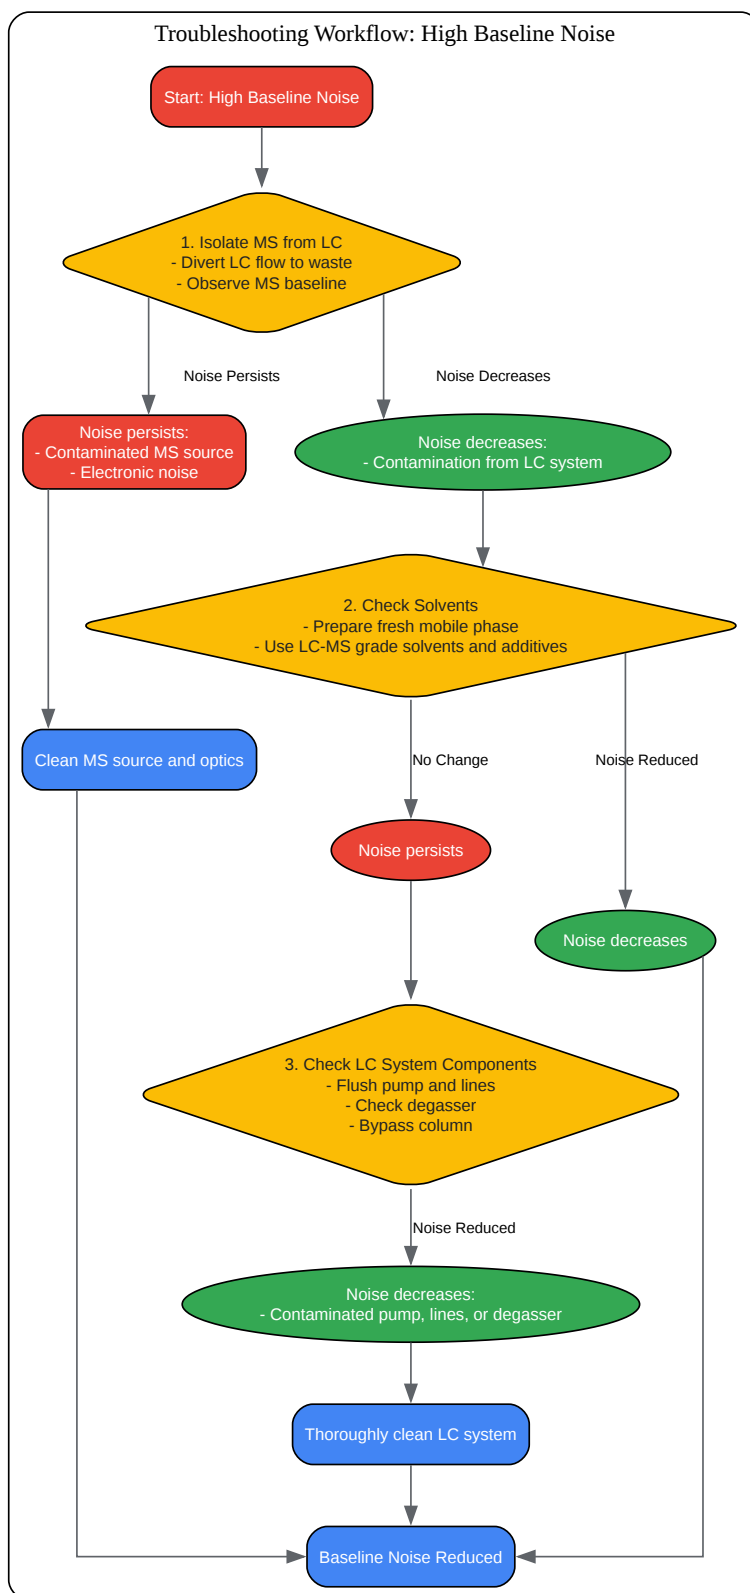 Troubleshooting Workflow: High Baseline Noise
Start: High Baseline Noise
1. Isolate MS from LC
- Divert LC flow to waste
- Observe MS baseline
Noise Persists
Noise Decreases
Noise persists:
- Contaminated MS source
- Electronic noise
Noise decreases:
- Contamination from LC system
2. Check Solvents
- Prepare fresh mobile phase
- Use LC-MS grade solvents and additives
Clean MS source and optics
No Change
Noise Reduced
Noise persists
Noise decreases
3. Check LC System Components
- Flush pump and lines
- Check degasser
- Bypass column
Noise Reduced
Noise decreases:
- Contaminated pump, lines, or degasser
Thoroughly clean LC system
Baseline Noise Reduced